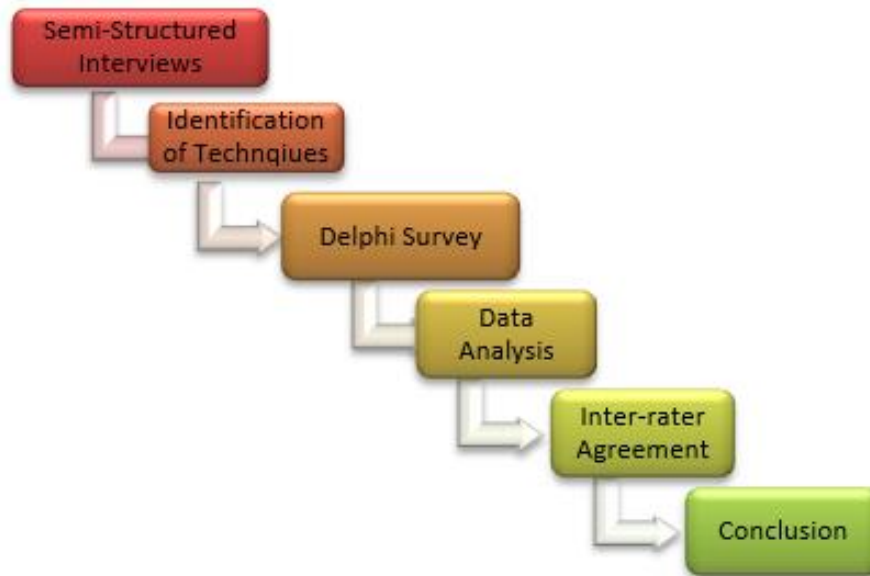 Semi-Structured
Interviews
Identification
of Technqiues
Delphi Survey
Data
Analysis
Inter-rater
Agreement
Conclusion